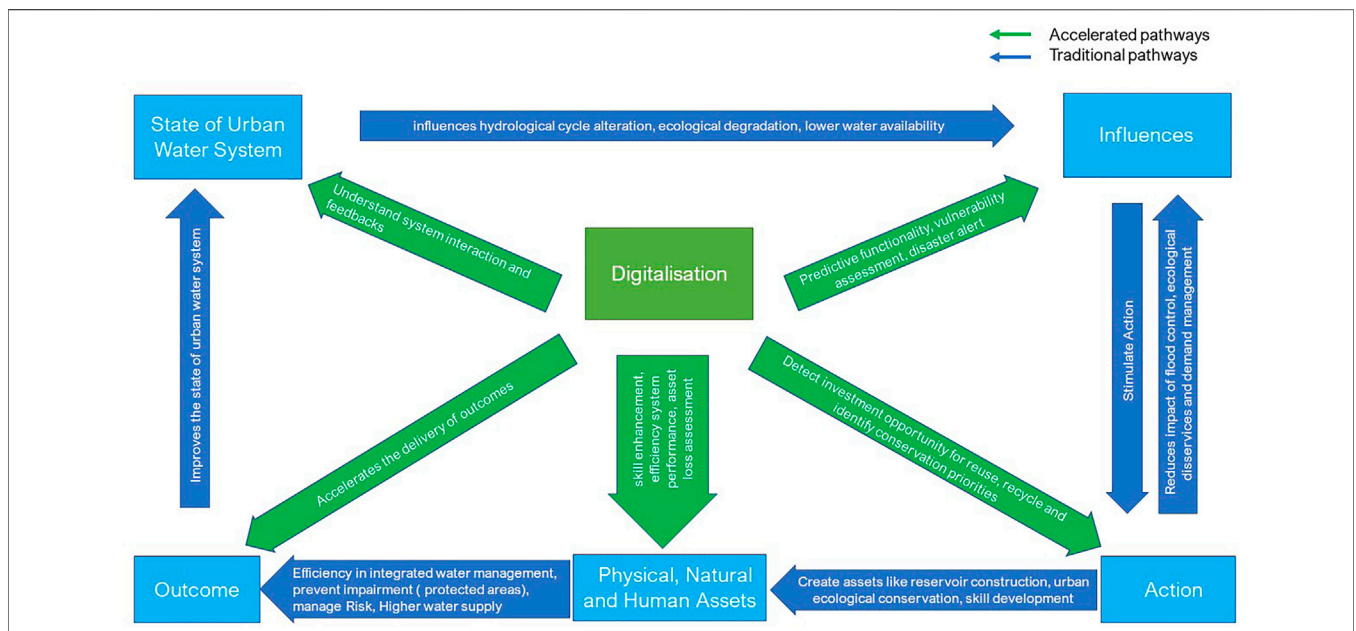 Accelerated pathways
Traditional pathways
State of Urban
Water System
influences hydrological cycle alteration, ecological degradation, lower water availability
Influences
Understand system interaction and
feedbacks
Digitalisation
Predictive functionality, vulnerability
assessment, disaster alert
Improves the state of urban water system
Accelerates the delivery of outcomes
skill enhancement,
efficiency system
performance, asset
loss assessment
Detect investment opportunity for reuse, recycle and
identify conservation priorities
Stimulate Action
Reduces impact of flood control, ecological
disservices and demand management
Outcome
Efficiency in integrated water management,
prevent impairment ( protected areas),
manage Risk, Higher water supply
Physical, Natural
and Human Assets
Create assets like reservoir construction, urban
ecological conservation, skill development
Action